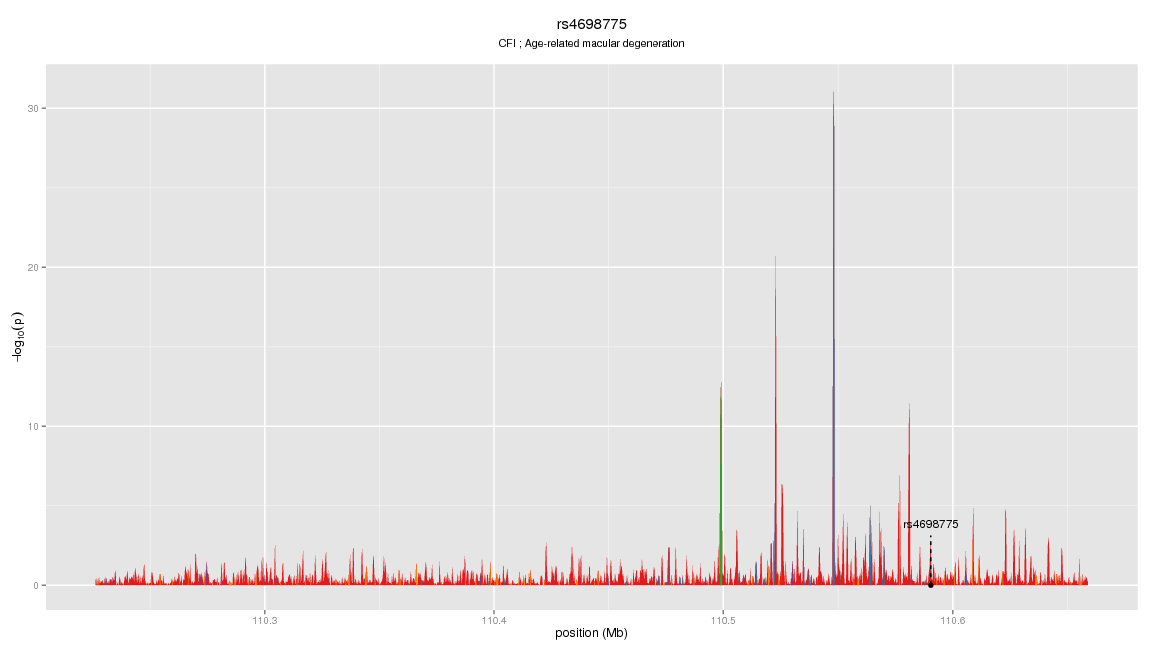 rs4698775
CFI ; Age-related macular degeneration
30
20
10
0
−log10(p)
rs4698775
110.3 110.4 110.5 110.6
position (Mb)